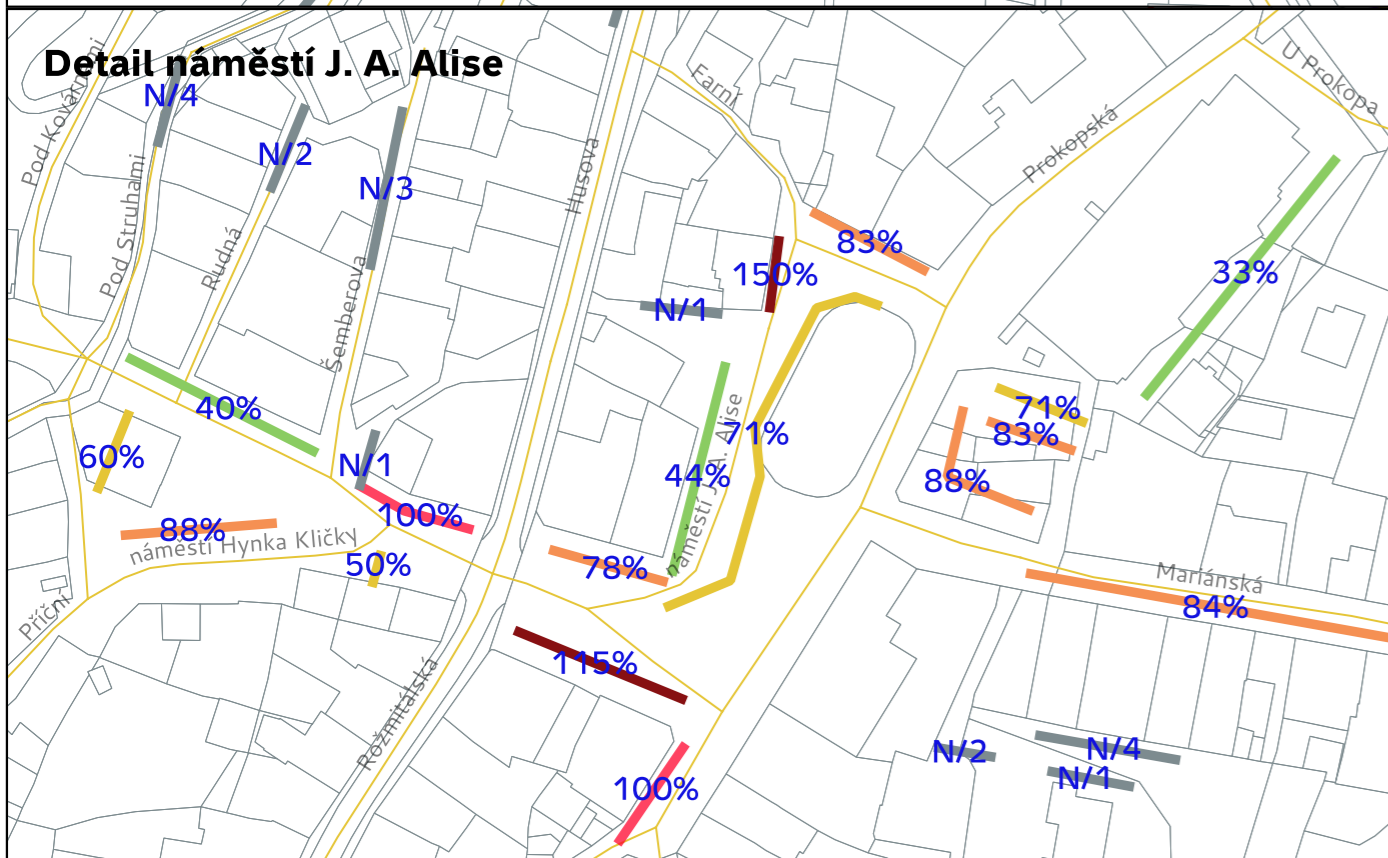 Detail náměstí J. A. Alise
Pod Kovárnami
N/4
Farní
U Prokopa
Prokopská
N/2
Husova
N/3
Pod Struhami
Rudná
83%
150%
33%
N/1
Šemberova
40%
71%
83%
náměstí J. A. Alise
71%
60%
N/1
44%
88%
100%
88%
náměstí Hynka Kličky
50%
78%
Mariánská
84%
Příční
115%
Rožmitálská
N/2
N/4
N/1
100%